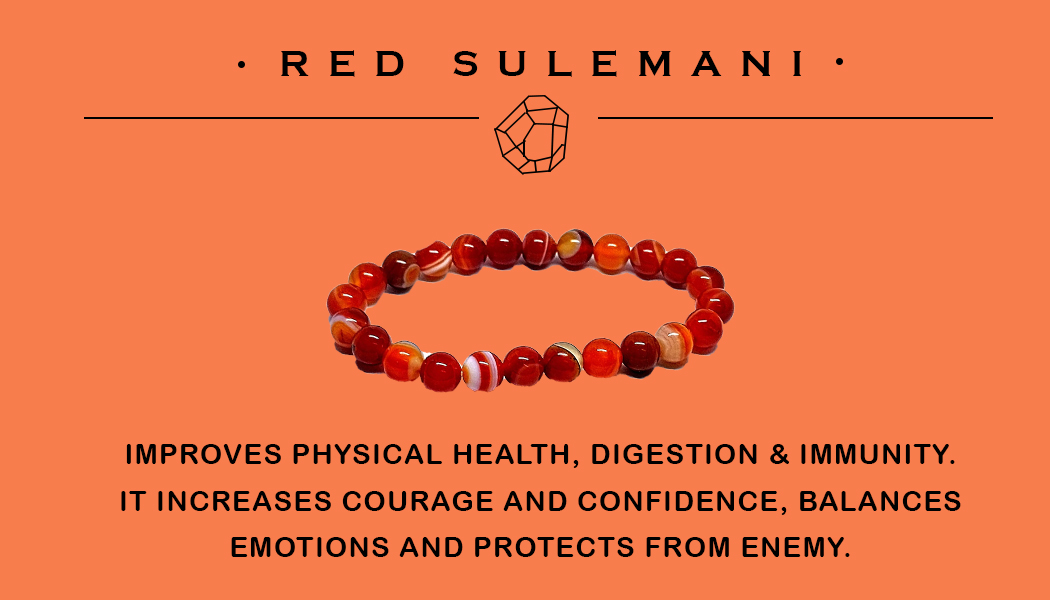 • RED SULEMANI •
IMPROVES PHYSICAL HEALTH, DIGESTION & IMMUNITY.
IT INCREASES COURAGE AND CONFIDENCE, BALANCES
EMOTIONS AND PROTECTS FROM ENEMY.